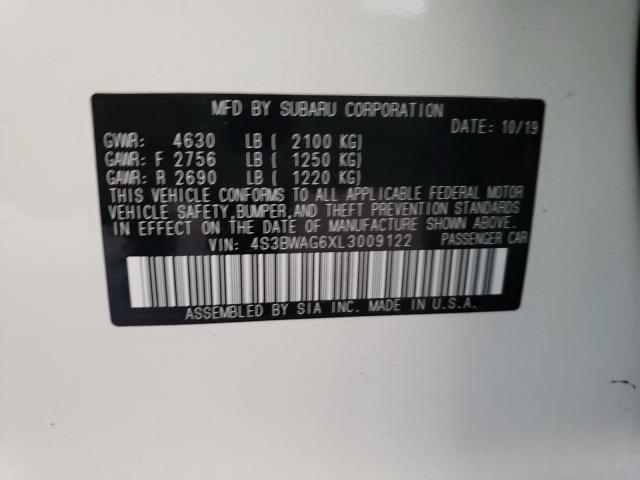 MFD BY SUBARU CORPORATION
DATE: 10/19
GVWR: 4630 LB ( 2100 KG)
GAWR: F 2756 LB ( 1250 KG)
GAWR: R 2690 LB ( 1220 KG)
THIS VEHICLE CONFORMS TO ALL APPLICABLE FEDERAL MOTOR
VEHICLE SAFETY, BUMPER, AND THEFT PREVENTION STANDARDS
IN EFFECT ON THE DATE OF MANUFACTURE SHOWN ABOVE.
VIN: 4S3BWAG6XL3009122 PASSENGER CAR
ASSEMBLED BY SIA INC. MADE IN U.S.A.